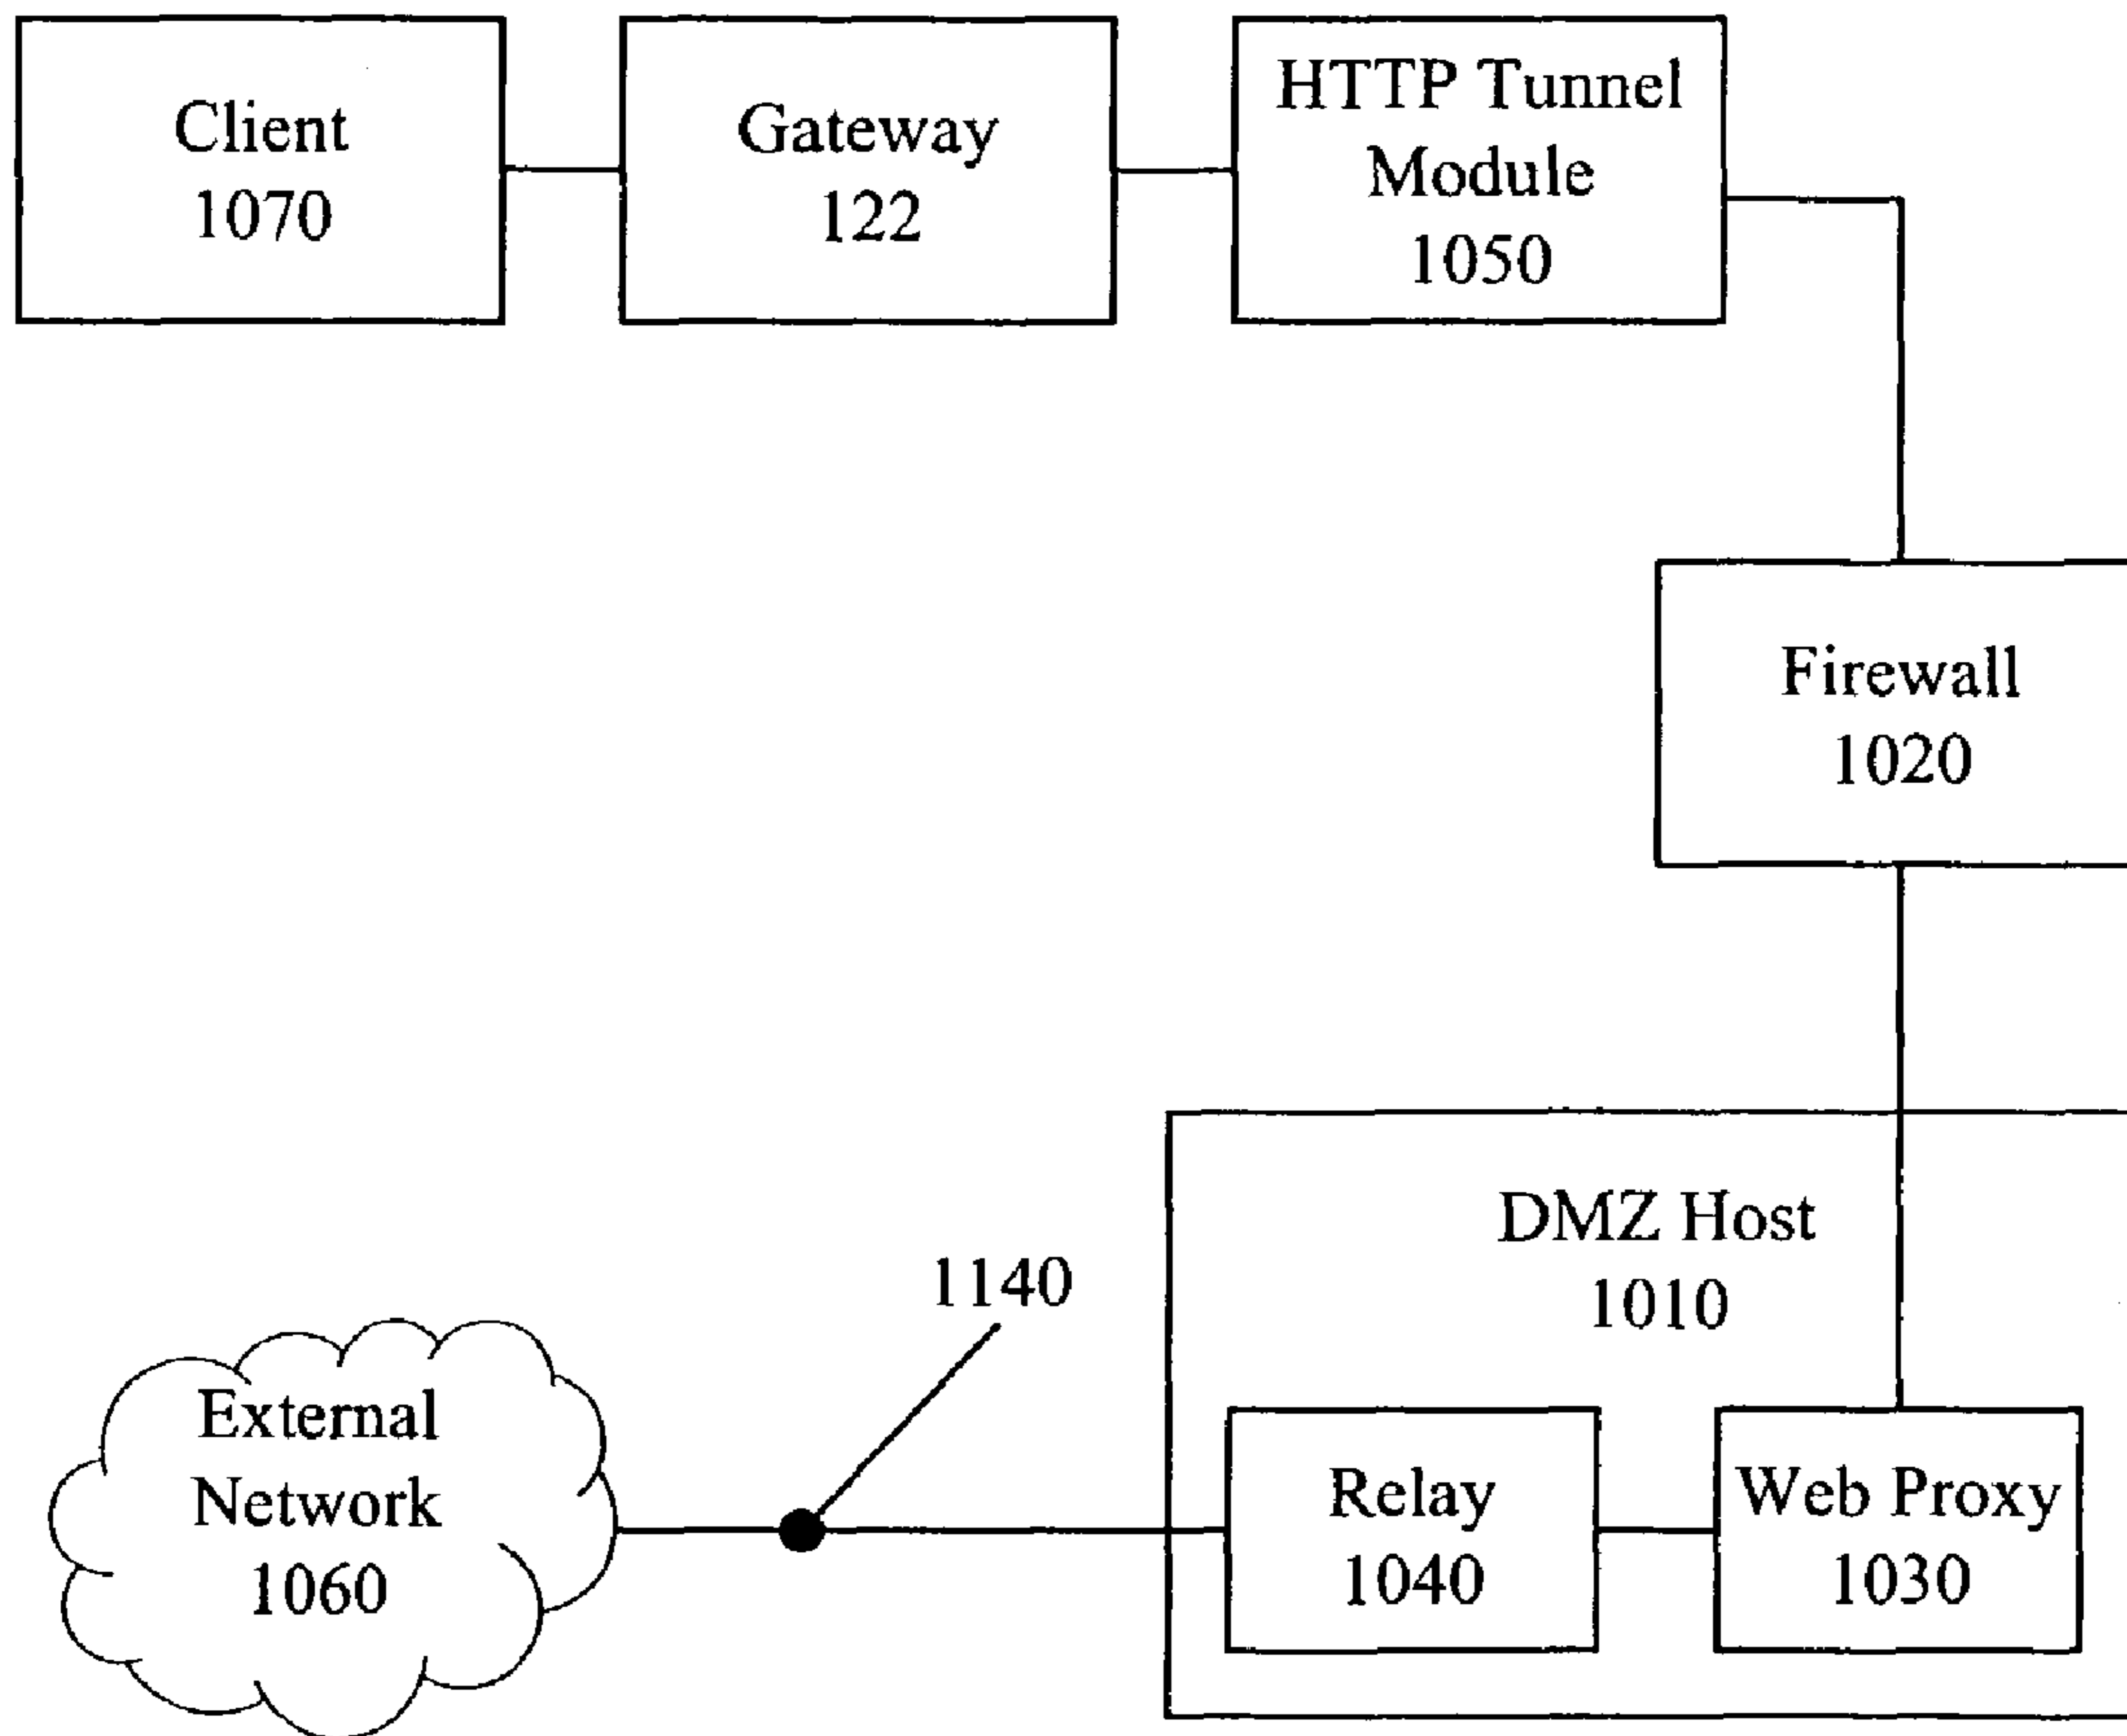 Client
1070
Gateway
122
HTTP Tunnel
Module
1050
Firewall
1020
DMZ Host
1010
1140
External
Network
1060
Relay
1040
Web Proxy
1030